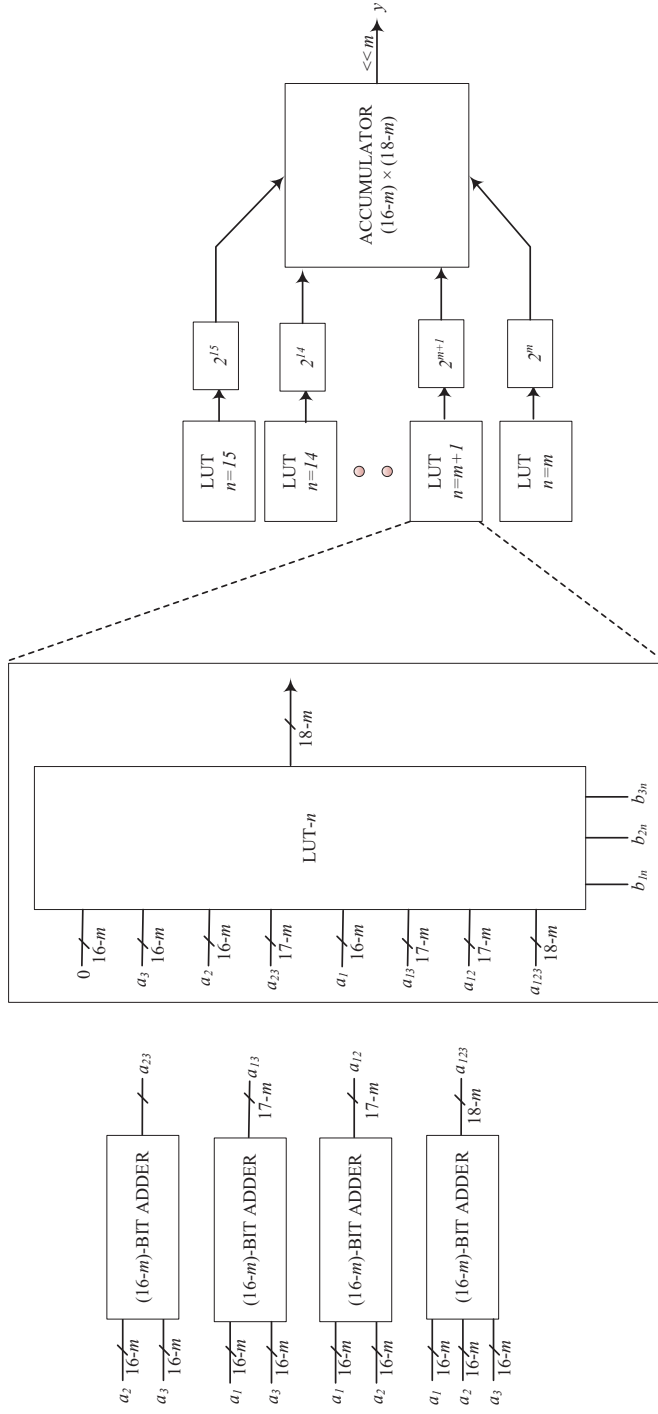 a2
16-m
a3
16-m
(16-m)-BIT ADDER
a23
a1
16-m
a3
16-m
(16-m)-BIT ADDER
a13
17-m
a1
16-m
a2
16-m
(16-m)-BIT ADDER
a12
17-m
a1
16-m
a2
16-m
a3
16-m
(16-m)-BIT ADDER
a123
18-m
0
16-m
a3
16-m
a2
16-m
a23
17-m
a1
16-m
a13
17-m
a12
17-m
a123
18-m
LUT-n
18-m
b1n
b2n
b3n
LUT
n=15
2^15
LUT
n=14
2^14
LUT
n=m+1
2^m+1
LUT
n=m
2^m
ACCUMULATOR
(16-m) × (18-m)
<<m
y